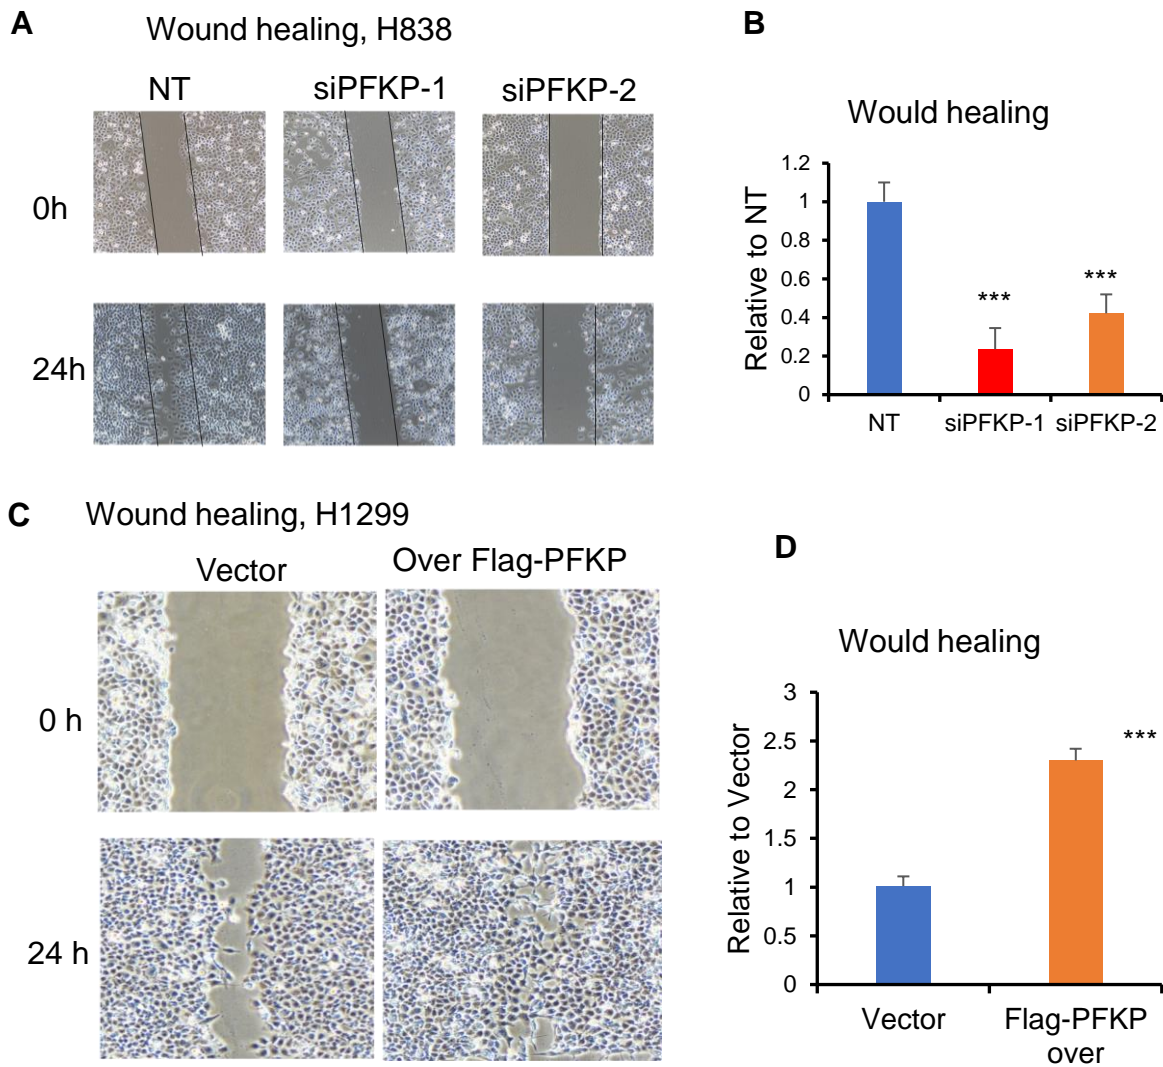 A
Wound healing, H838
NT
siPFKP-1
siPFKP-2
0h
24h
B
Would healing
Relative to NT
1.2
1
0.8
0.6
0.4
0.2
0
***
***
NT
siPFKP-1
siPFKP-2
C
Wound healing, H1299
Vector
Over Flag-PFKP
0 h
24 h
D
Would healing
Relative to Vector
3
2.5
2
1.5
1
0.5
0
***
Vector
Flag-PFKP
over